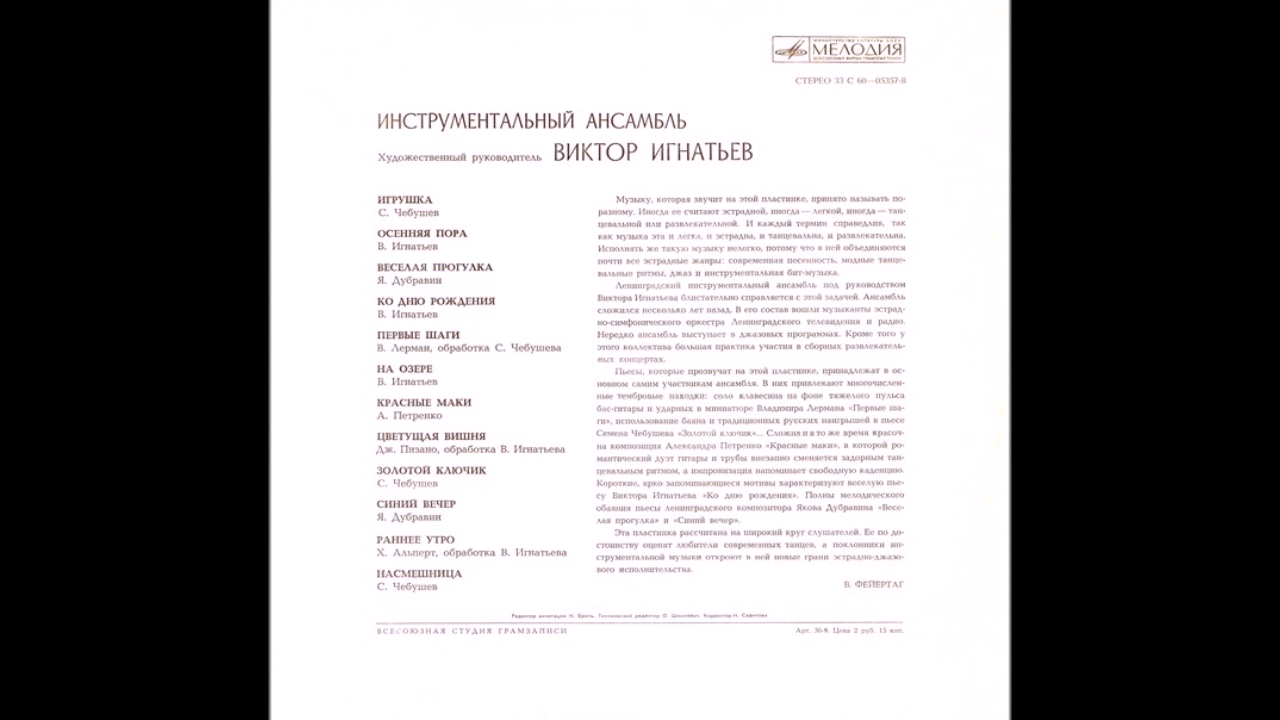 МИНИСТЕРСТВО КУЛЬТУРЫ СССР
МЕЛОДИЯ
ВСЕСОЮЗНАЯ ФИРМА ГРАМПЛАСТИНОК
СТЕРЕО 33 С 60—05357-8
ИНСТРУМЕНТАЛЬНЫЙ АНСАМБЛЬ
Художественный руководитель ВИКТОР ИГНАТЬЕВ
ИГРУШКА
С. Чебушев
ОСЕННЯЯ ПОРА
В. Игнатьев
ВЕСЕЛАЯ ПРОГУЛКА
Я. Дубравин
КО ДНЮ РОЖДЕНИЯ
В. Игнатьев
ПЕРВЫЕ ШАГИ
В. Лерман, обработка С. Чебушева
НА ОЗЕРЕ
В. Игнатьев
КРАСНЫЕ МАКИ
А. Петренко
ЦВЕТУЩАЯ ВИШНЯ
Дж. Пизано, обработка В. Игнатьева
ЗОЛОТОЙ КЛЮЧИК
С. Чебушев
СИНИЙ ВЕЧЕР
Я. Дубравин
РАННЕЕ УТРО
Х. Альперт, обработка В. Игнатьева
НАСМЕШНИЦА
С. Чебушев
Музыку, которая звучит на этой пластинке, принято называть по-
разному. Иногда ее считают эстрадной, иногда — легкой, иногда — тан-
цевальной или развлекательной. И каждый термин справедлив, так
как музыка эта и легка, и эстрадна, и танцевальна, и развлекательна.
Исполнять же такую музыку нелегко, потому что в ней объединяются
почти все эстрадные жанры: современная песенность, модные танце-
вальные ритмы, джаз и инструментальная бит-музыка.
Ленинградский инструментальный ансамбль под руководством
Виктора Игнатьева блистательно справляется с этой задачей. Ансамбль
сложился несколько лет назад. В его состав вошли музыканты эстрад-
но-симфонического оркестра Ленинградского телевидения и радио.
Нередко ансамбль выступает в джазовых программах. Кроме того у
этого коллектива большая практика участия в сборных развлекатель-
ных концертах.
Пьесы, которые прозвучат на этой пластинке, принадлежат в ос-
новном самим участникам ансамбля. В них привлекают многочислен-
ные тембровые находки: соло клавесина на фоне тяжелого пульса
бас-гитары и ударных в миниатюре Владимира Лермана «Первые ша-
ги», использование баяна и традиционных русских наигрышей в пьесе
Семена Чебушева «Золотой ключик»... Сложна и в то же время красоч-
на композиция Александра Петренко «Красные маки», в которой ро-
мантический дуэт гитары и трубы внезапно сменяется задорным тан-
цевальным ритмом, а импровизация напоминает свободную каденцию.
Короткие, ярко запоминающиеся мотивы характеризуют веселую пье-
су Виктора Игнатьева «Ко дню рождения». Полны мелодического
обаяния пьесы ленинградского композитора Якова Дубравина «Весе-
лая прогулка» и «Синий вечер».
Эта пластинка рассчитана на широкий круг слушателей. Ее по до-
стоинству оценят любители современных танцев, а поклонники ин-
струментальной музыки откроют в ней новые грани эстрадно-джазо-
вого исполнительства.
В. ФЕЙЕРТАГ
Редактор аннотации Н. Технический редактор О. Корректор Н.
ВСЕСОЮЗНАЯ СТУДИЯ ГРАМЗАПИСИ
Арт. 36-8. Цена 2 руб. 15 коп.